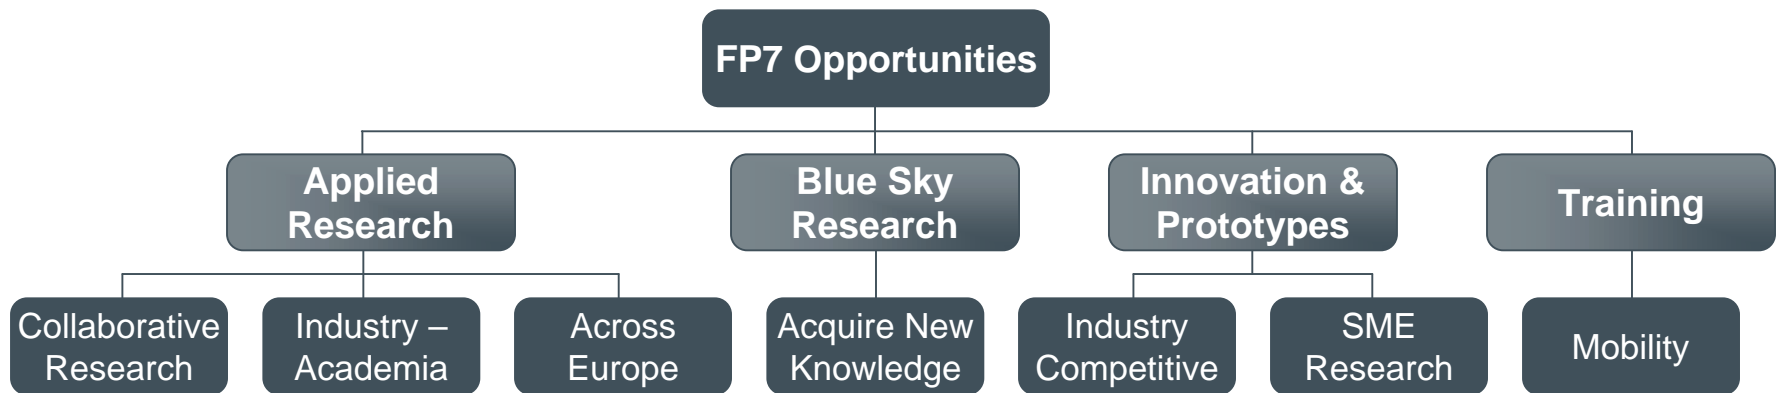 FP7 Opportunities
Applied
Research
Blue Sky
Research
Innovation &
Prototypes
Training
Collaborative
Research
Industry –
Academia
Across
Europe
Acquire New
Knowledge
Industry
Competitive
SME
Research
Mobility